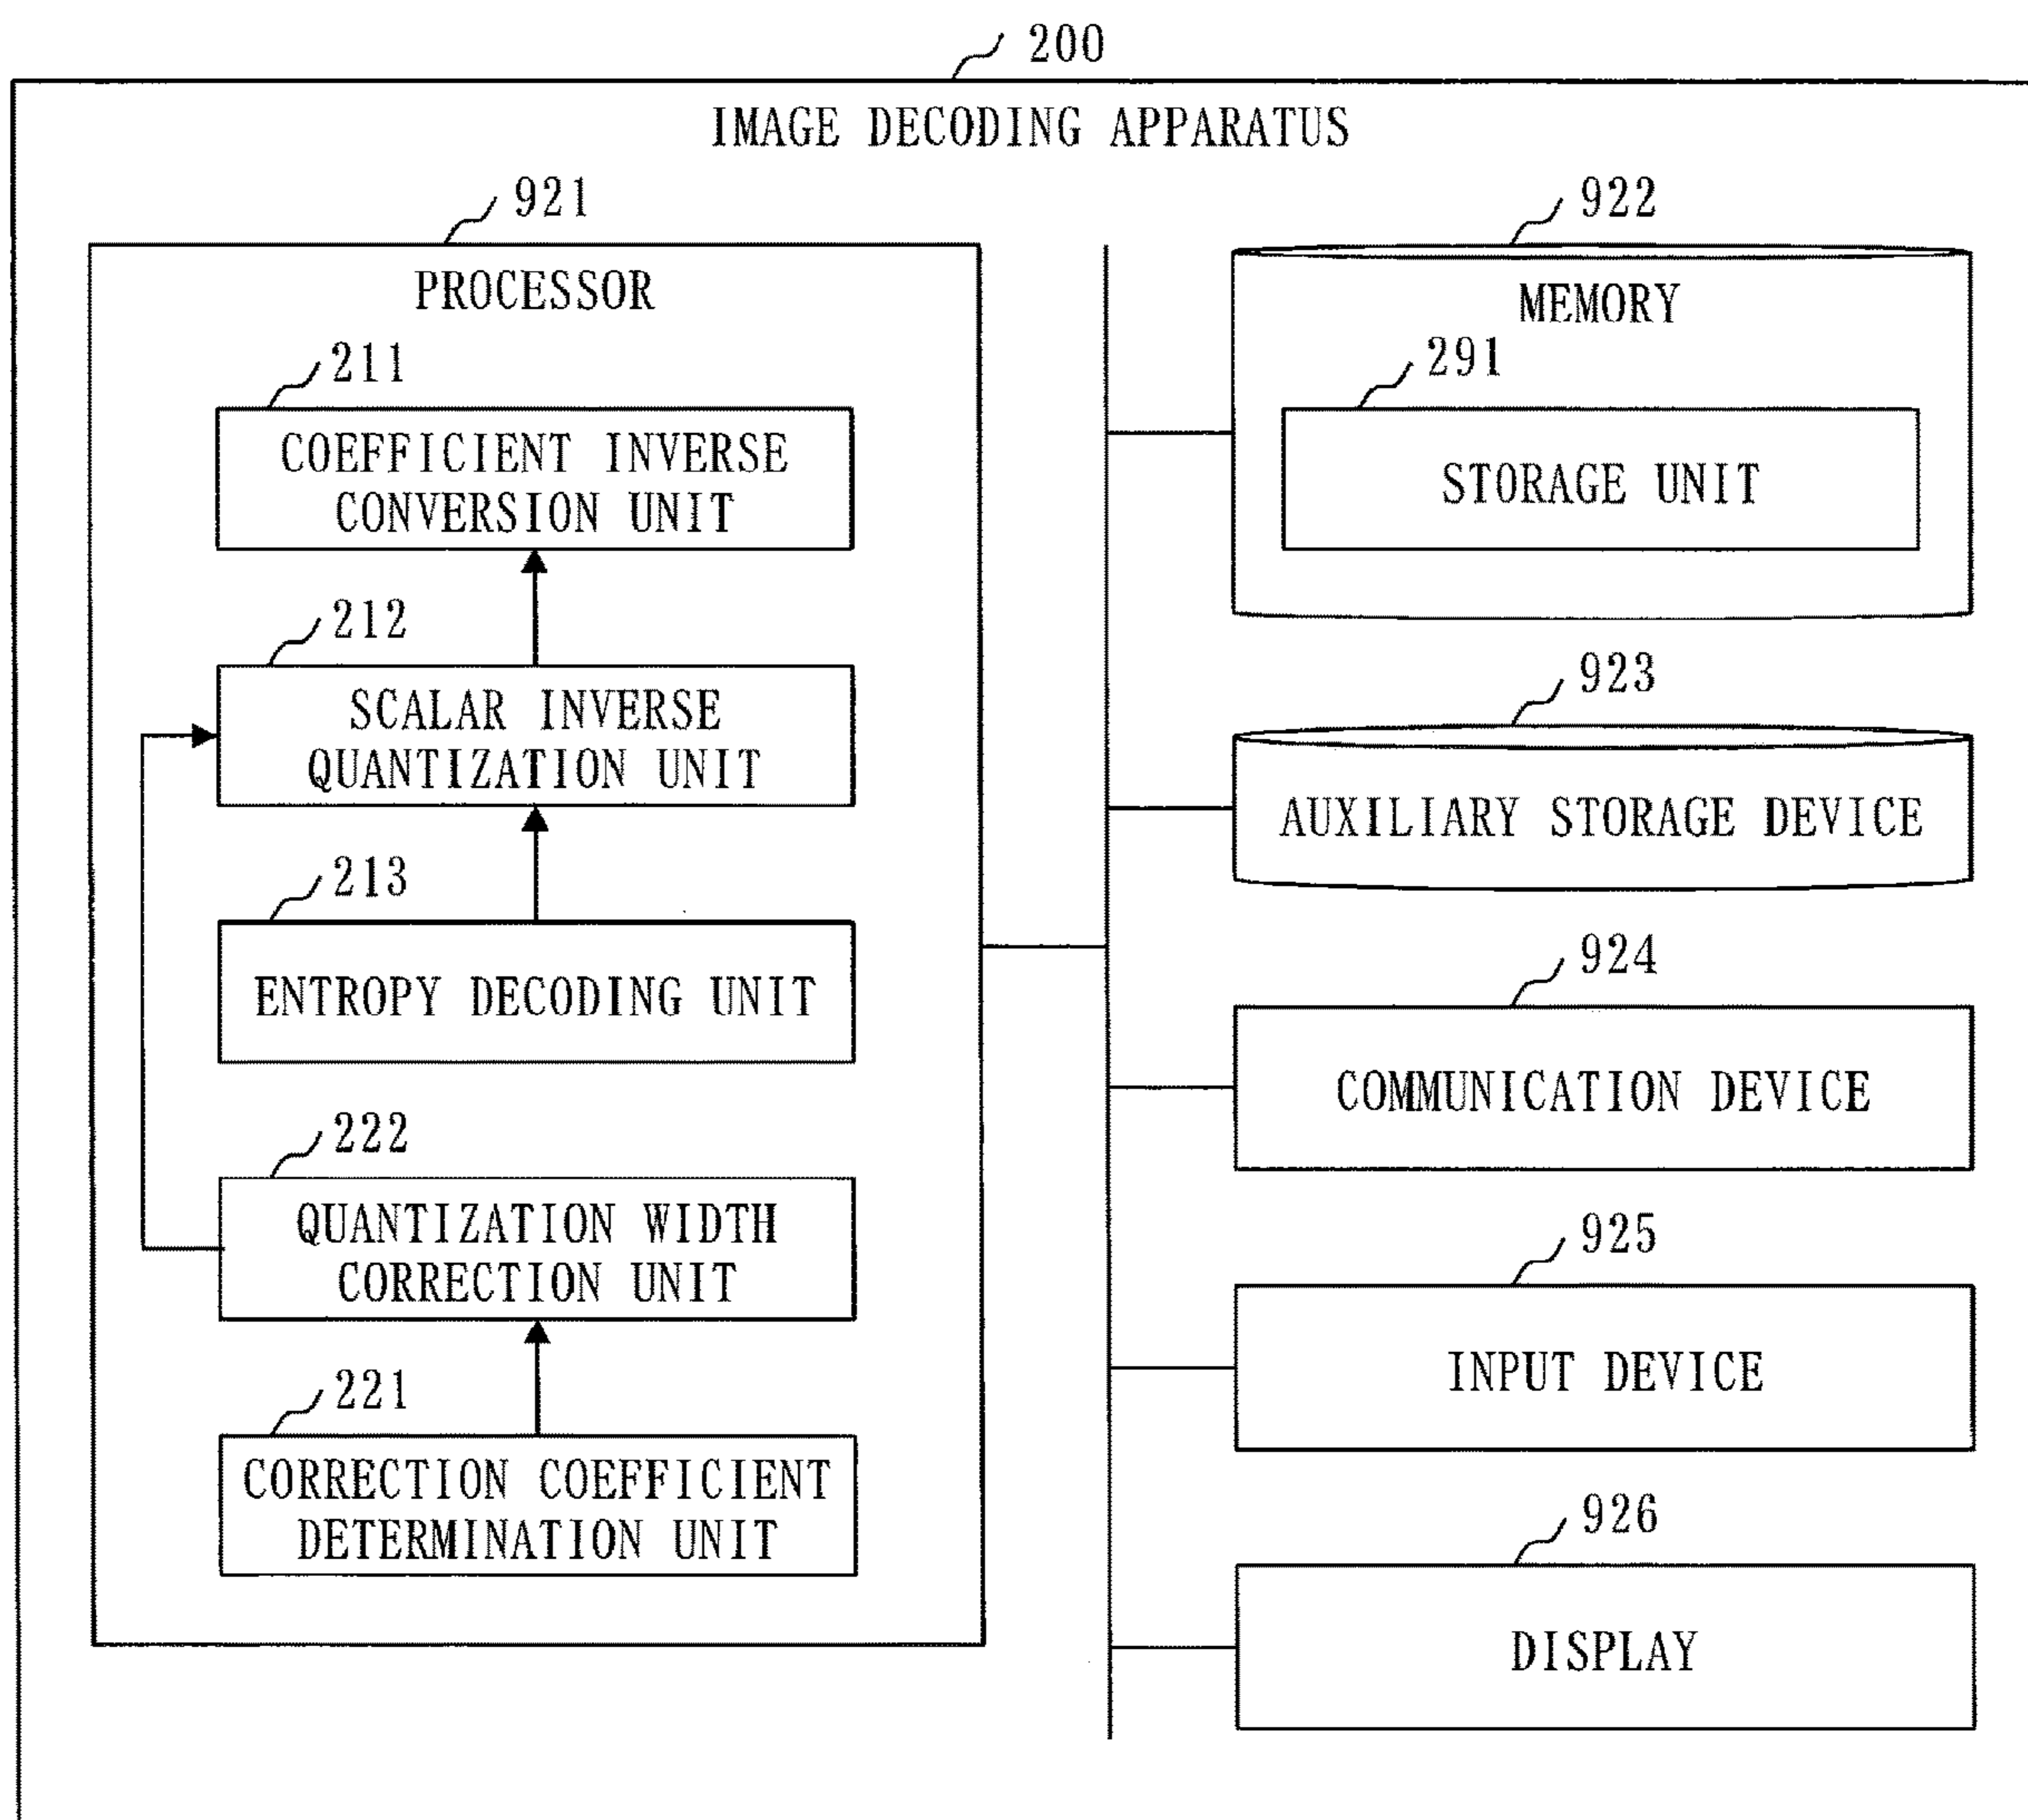 200
IMAGE DECODING APPARATUS
921
PROCESSOR
211
COEFFICIENT INVERSE
CONVERSION UNIT
212
SCALAR INVERSE
QUANTIZATION UNIT
213
ENTROPY DECODING UNIT
222
QUANTIZATION WIDTH
CORRECTION UNIT
221
CORRECTION COEFFICIENT
DETERMINATION UNIT
922
MEMORY
291
STORAGE UNIT
923
AUXILIARY STORAGE DEVICE
924
COMMUNICATION DEVICE
925
INPUT DEVICE
926
DISPLAY